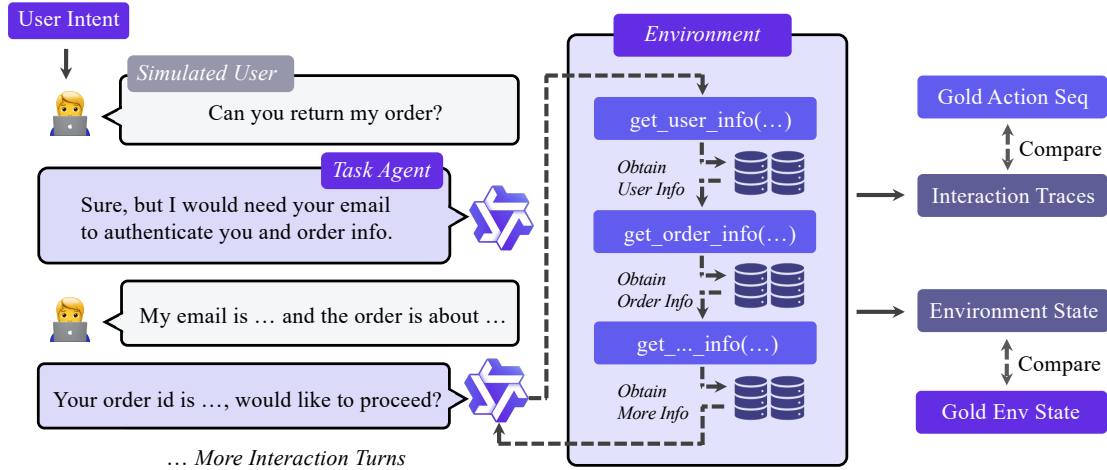 User Intent
Simulated User
Can you return my order?
Task Agent
Sure, but I would need your email
to authenticate you and order info.
My email is … and the order is about …
Your order id is …, would like to proceed?
… More Interaction Turns
Environment
get_user_info(…)
Obtain
User Info
get_order_info(…)
Obtain
Order Info
get_..._info(…)
Obtain
More Info
Gold Action Seq
Compare
Interaction Traces
Environment State
Compare
Gold Env State